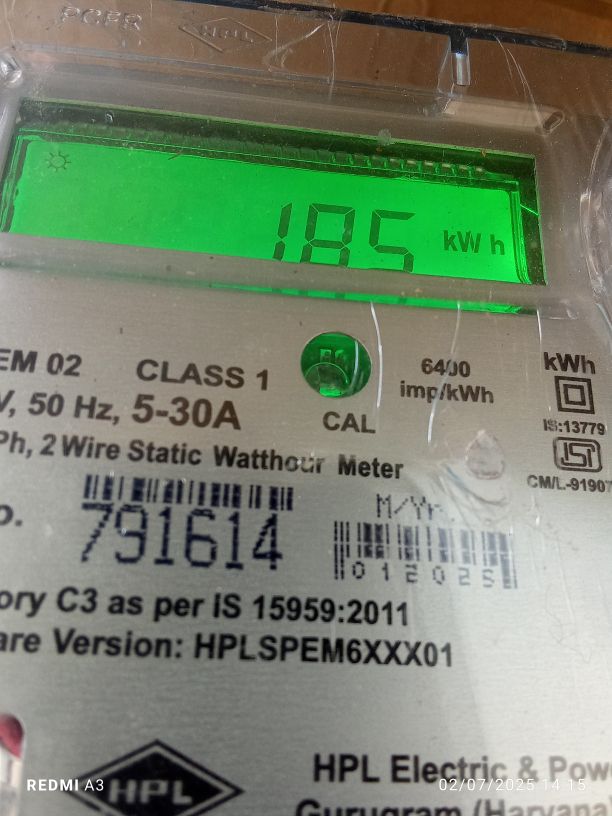 PCPR HPL
185 kWh
EM 02 CLASS 1
6400
imp/kWh
kWh
V, 50 Hz, 5-30A
CAL
IS:13779
Ph, 2 Wire Static Watthour Meter
CM/L-91907
o.
791614
M/Yr.
012025
ory C3 as per IS 15959:2011
are Version: HPLSPEM6XXX01
HPL
HPL Electric & Pow
Gurugram (Haryana)
REDMI A3
02/07/2025 14:15